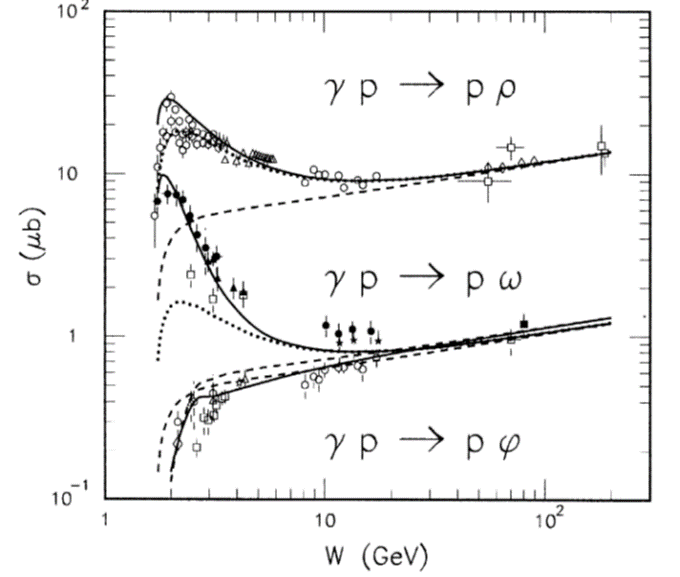 10²
γ p → p ρ
10
σ (μb)
γ p → p ω
1
γ p → p φ
10⁻¹
1
10
10²
W (GeV)